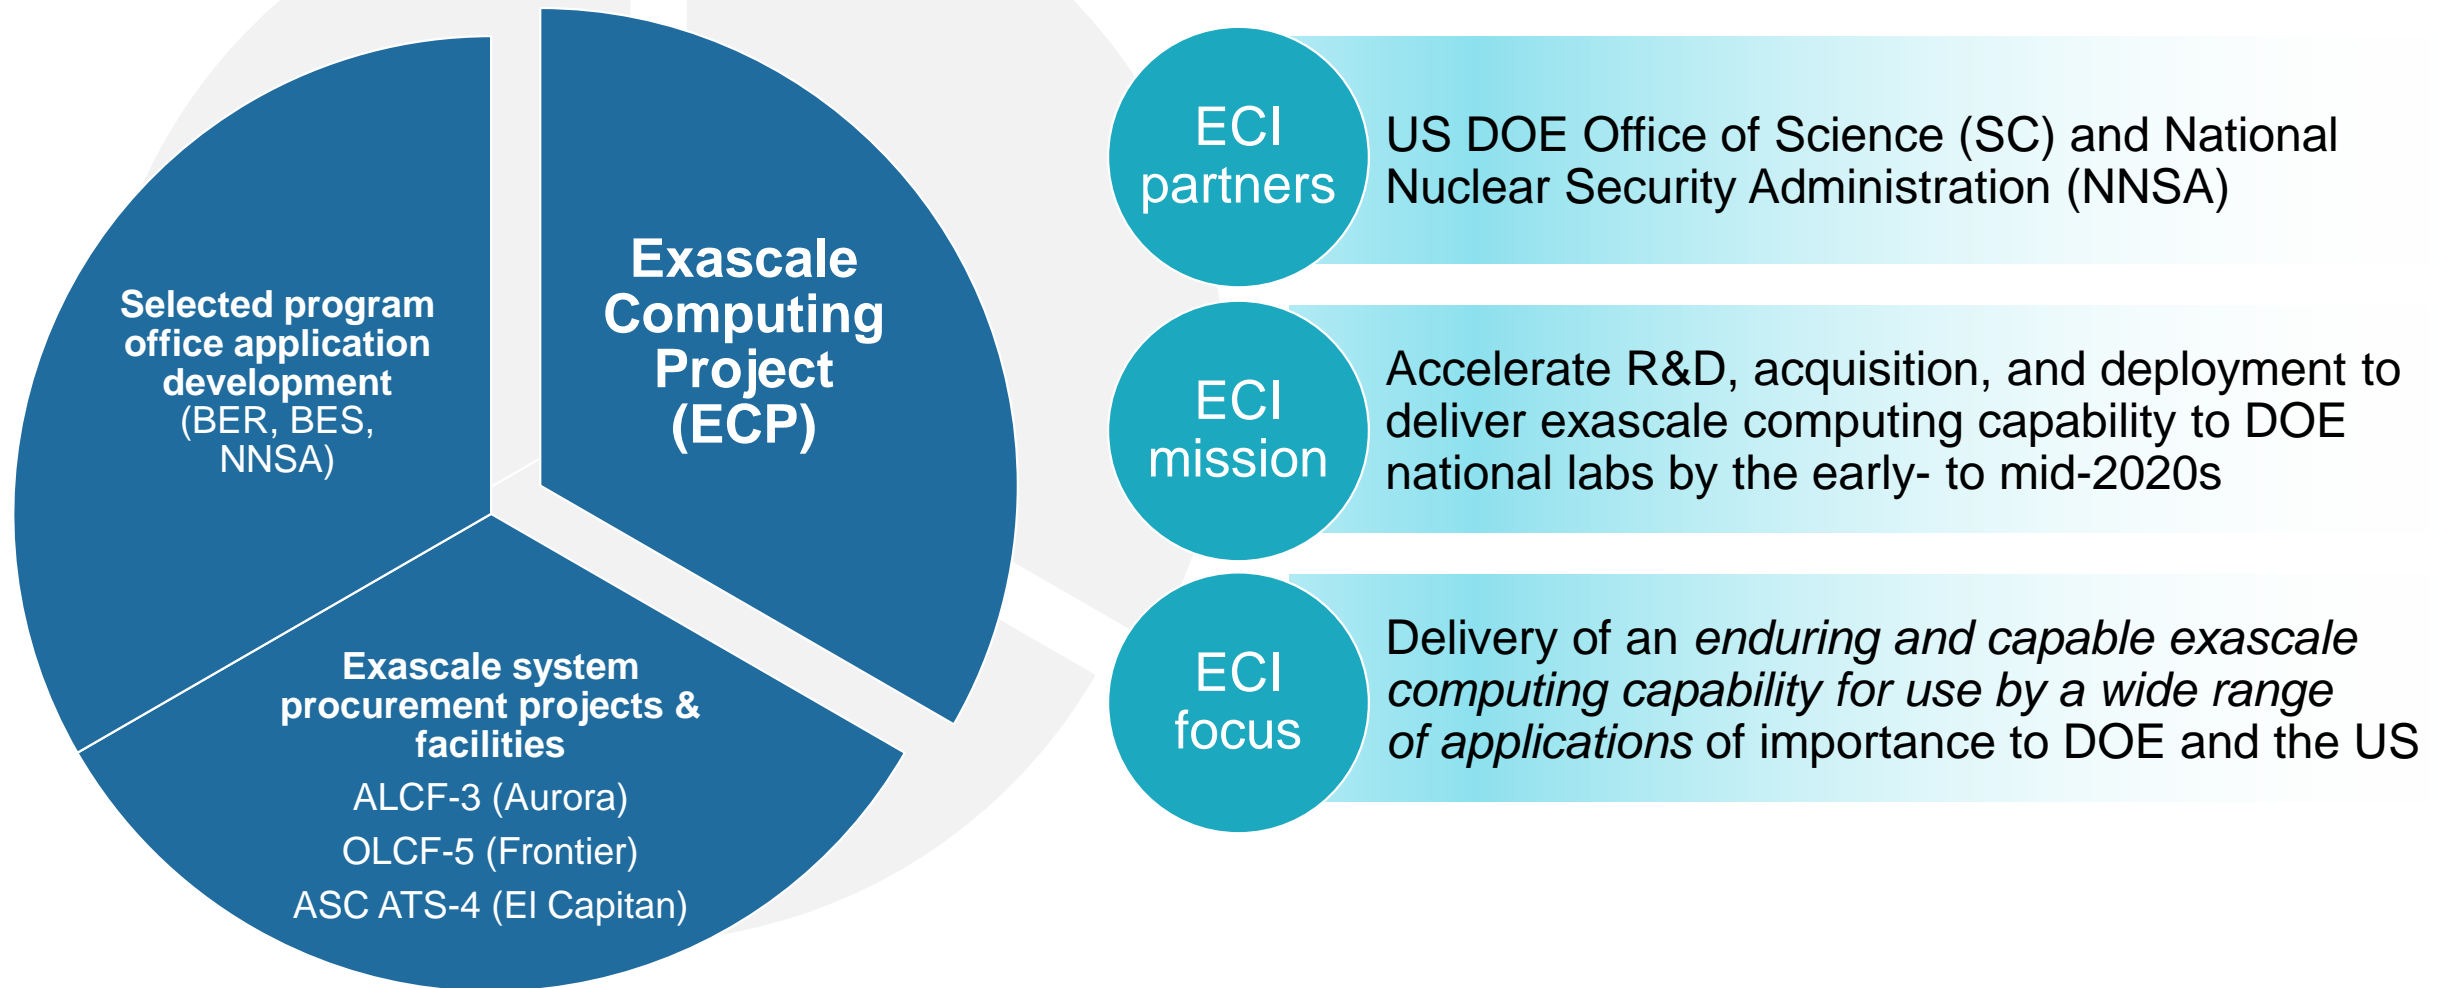 Selected program
office application
development
(BER, BES,
NNSA)
Exascale
Computing
Project
(ECP)
Exascale system
procurement projects &
facilities
ALCF-3 (Aurora)
OLCF-5 (Frontier)
ASC ATS-4 (El Capitan)
ECI
partners
US DOE Office of Science (SC) and National
Nuclear Security Administration (NNSA)
ECI
mission
Accelerate R&D, acquisition, and deployment to
deliver exascale computing capability to DOE
national labs by the early- to mid-2020s
ECI
focus
Delivery of an enduring and capable exascale
computing capability for use by a wide range
of applications of importance to DOE and the US